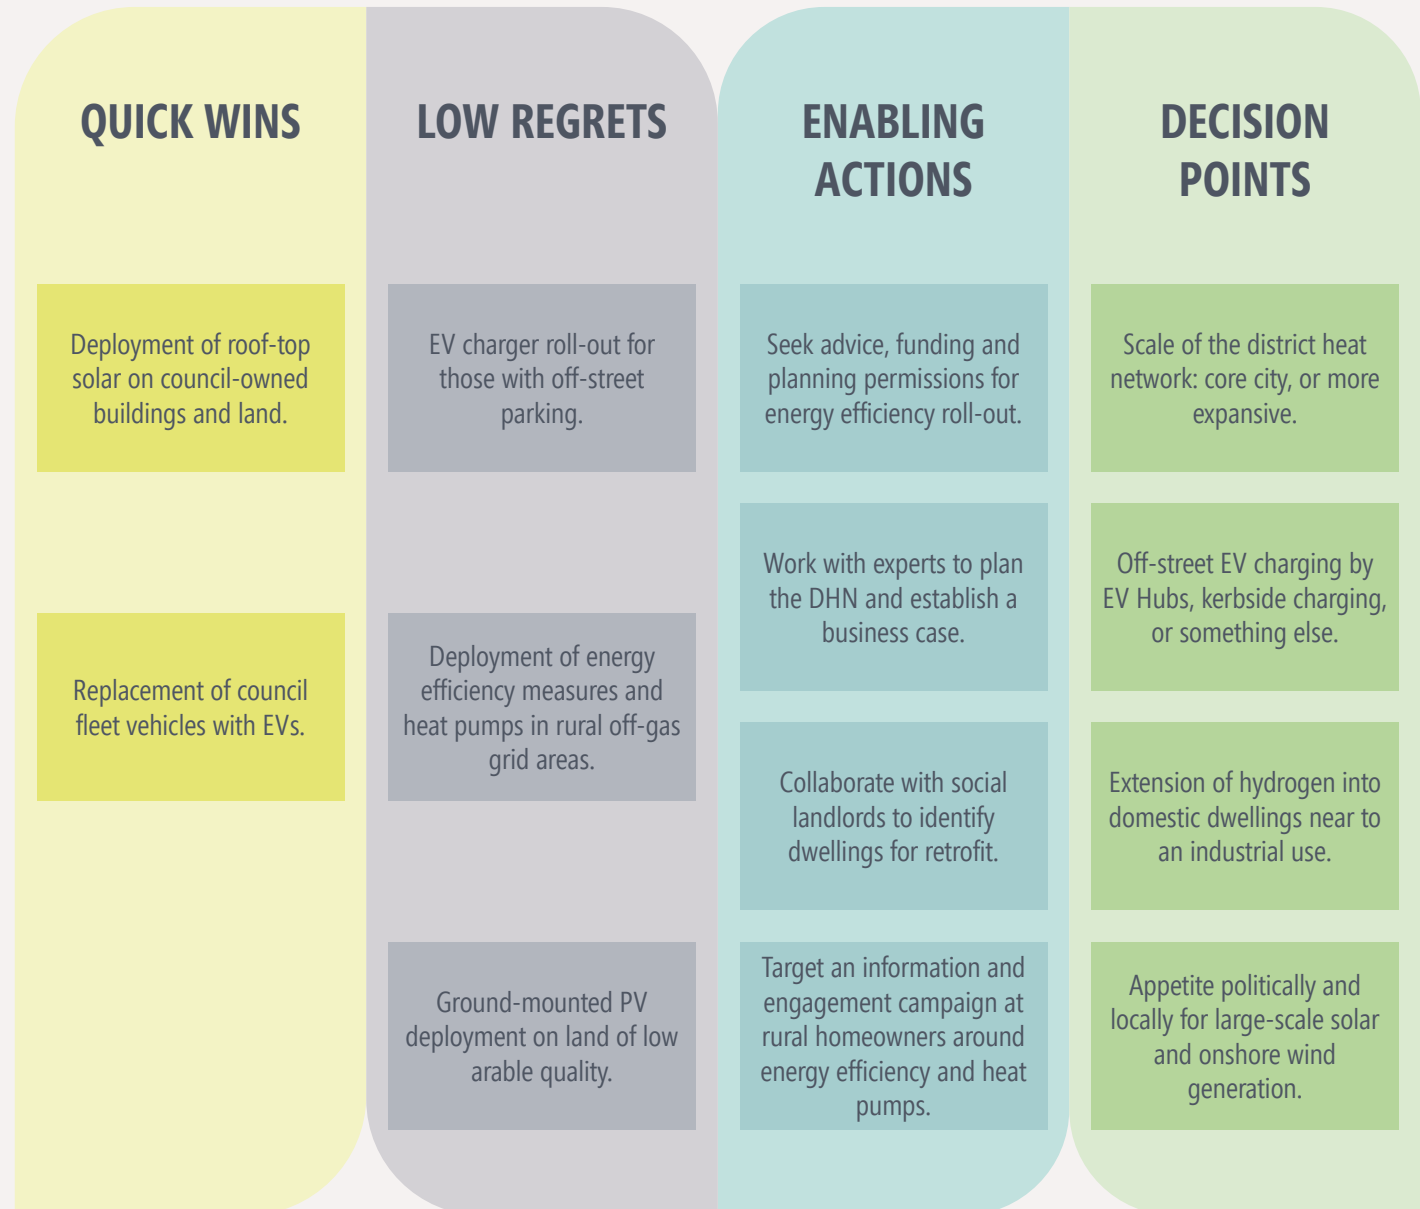 QUICK WINS
Deployment of roof-top
solar on council-owned
buildings and land.
Replacement of council
fleet vehicles with EVs.
LOW REGRETS
EV charger roll-out for
those with off-street
parking.
Deployment of energy
efficiency measures and
heat pumps in rural off-gas
grid areas.
Ground-mounted PV
deployment on land of low
arable quality.
ENABLING
ACTIONS
Seek advice, funding and
planning permissions for
energy efficiency roll-out.
Work with experts to plan
the DHN and establish a
business case.
Collaborate with social
landlords to identify
dwellings for retrofit.
Target an information and
engagement campaign at
rural homeowners around
energy efficiency and heat
pumps.
DECISION
POINTS
Scale of the district heat
network: core city, or more
expansive.
Off-street EV charging by
EV Hubs, kerbside charging,
or something else.
Extension of hydrogen into
domestic dwellings near to
an industrial use.
Appetite politically and
locally for large-scale solar
and onshore wind
generation.